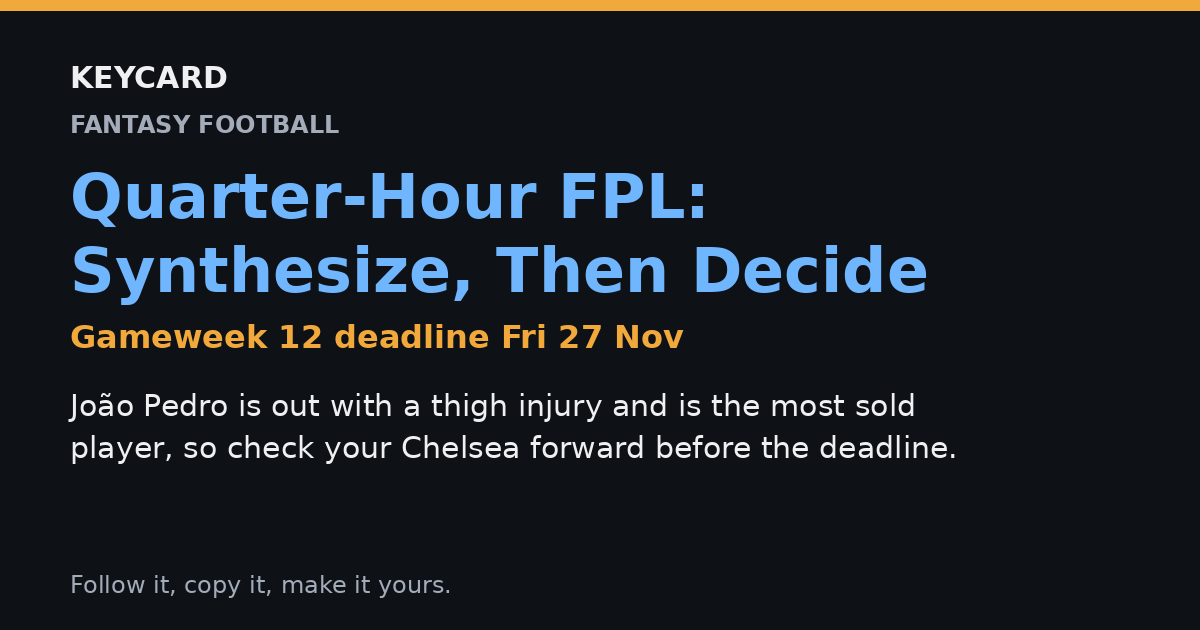 KEYCARD
FANTASY FOOTBALL
Quarter-Hour FPL:
Synthesize, Then Decide
Gameweek 12 deadline Fri 27 Nov
João Pedro is out with a thigh injury and is the most sold
player, so check your Chelsea forward before the deadline.
Follow it, copy it, make it yours.